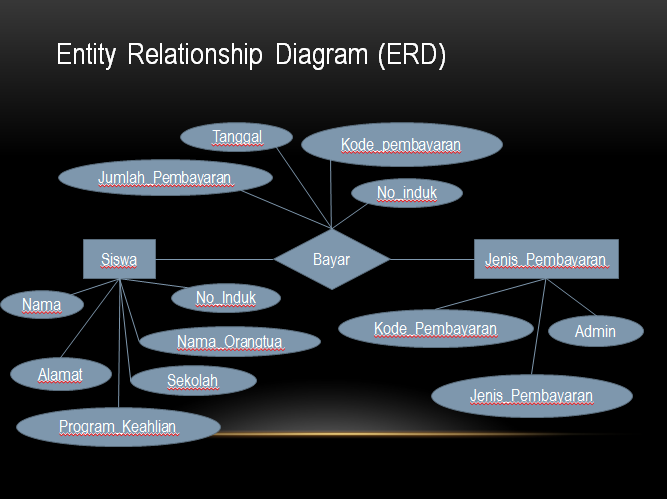 Entity Relationship Diagram (ERD)
Tanggal
Kode_pembayaran
Jumlah_Pembayaran
No_induk
Siswa
Bayar
Jenis_Pembayaran
Nama
No_Induk
Kode_Pembayaran
Admin
Nama_Orangtua
Alamat
Sekolah
Jenis_Pembayaran
Program_Keahlian